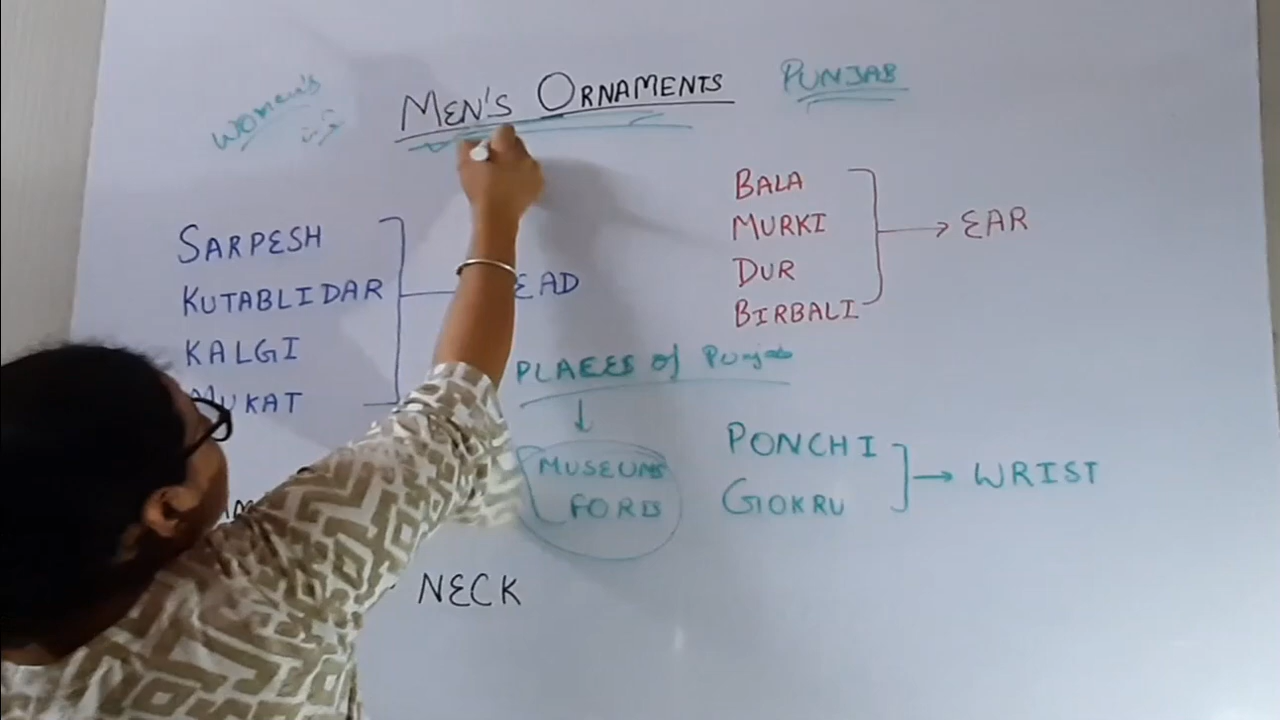 Women's
MEN'S ORNAMENTS
PUNJAB
SARPESH
KUTABLIDAR
KALGI
MUKAT
EAD
BALA
MURKI
DUR
BIRBALI
EAR
PLACES of Punjab
MUSEUMS
FORTS
PONCHI
GOKRU
WRIST
NECK